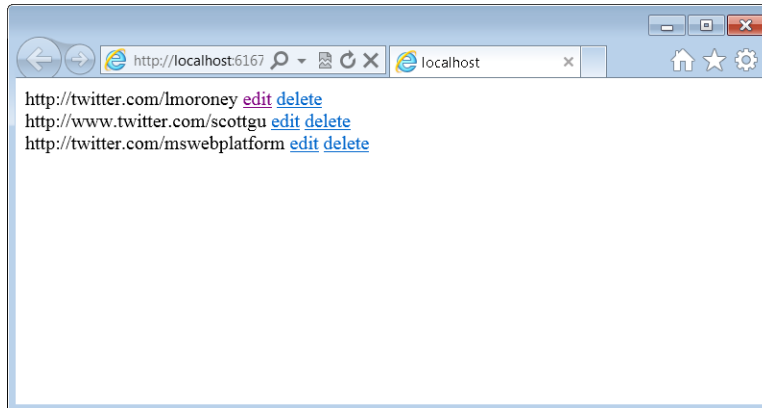 http://localhost:6167
localhost
http://twitter.com/lmoroney edit delete
http://www.twitter.com/scottgu edit delete
http://twitter.com/mswebplatform edit delete